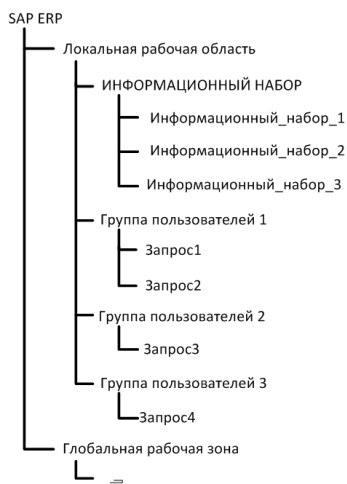 SAP ERP
Локальная рабочая область
ИНФОРМАЦИОННЫЙ НАБОР
Информационный_набор_1
Информационный_набор_2
Информационный_набор_3
Группа пользователей 1
Запрос1
Запрос2
Группа пользователей 2
Запрос3
Группа пользователей 3
Запрос4
Глобальная рабочая зона